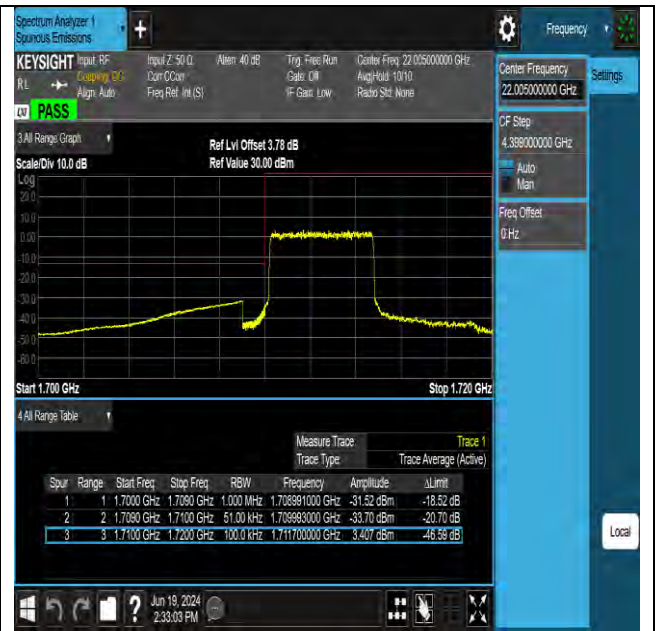 Spectrum Analyzer 1
Spurious Emissions
+
Frequency
KEYSIGHT Input: RF Input Z: 50 Ω Atten: 40 dB Trig: Free Run Center Freq: 22.005000000 GHz
RL Coupling: DC Corr CCorr Gate: Off Avg|Hold: 10/10
Align: Auto Freq Ref: Int (S) IF Gain: Low Radio Std: None
LXI PASS
3 All Range Graph
Ref Lvl Offset 3.78 dB
Scale/Div 10.0 dB Ref Value 30.00 dBm
Log
20.0
10.0
0.00
-10.0
-20.0
-30.0
-40.0
-50.0
-60.0
Start 1.700 GHz Stop 1.720 GHz
4 All Range Table
Measure Trace Trace 1
Trace Type Trace Average (Active)
Spur Range Start Freq Stop Freq RBW Frequency Amplitude ΔLimit
1 1 1.7000 GHz 1.7090 GHz 1.000 MHz 1.708991000 GHz -31.52 dBm -18.52 dB
2 2 1.7090 GHz 1.7100 GHz 51.00 kHz 1.709993000 GHz -33.70 dBm -20.70 dB
3 3 1.7100 GHz 1.7200 GHz 100.0 kHz 1.711700000 GHz 3.407 dBm -46.59 dB
Center Frequency
22.005000000 GHz
Settings
CF Step
4.399000000 GHz
Auto
Man
Freq Offset
0 Hz
Local
?
Jun 19, 2024
2:33:03 PM